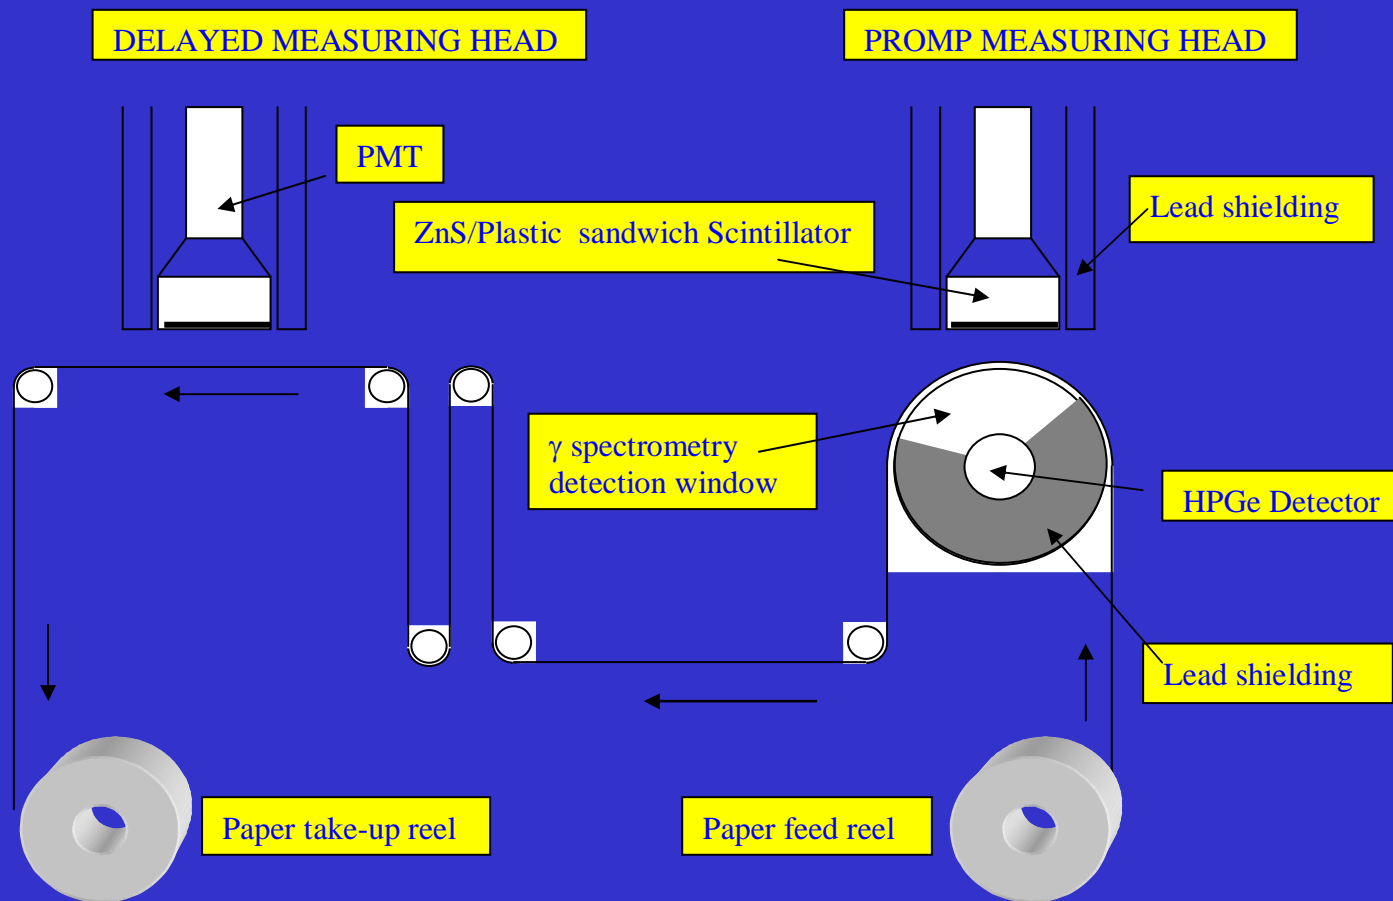 DELAYED MEASURING HEAD
PROMP MEASURING HEAD
PMT
Lead shielding
ZnS/Plastic sandwich Scintillator
γ spectrometry
detection window
HPGe Detector
Lead shielding
Paper take-up reel
Paper feed reel